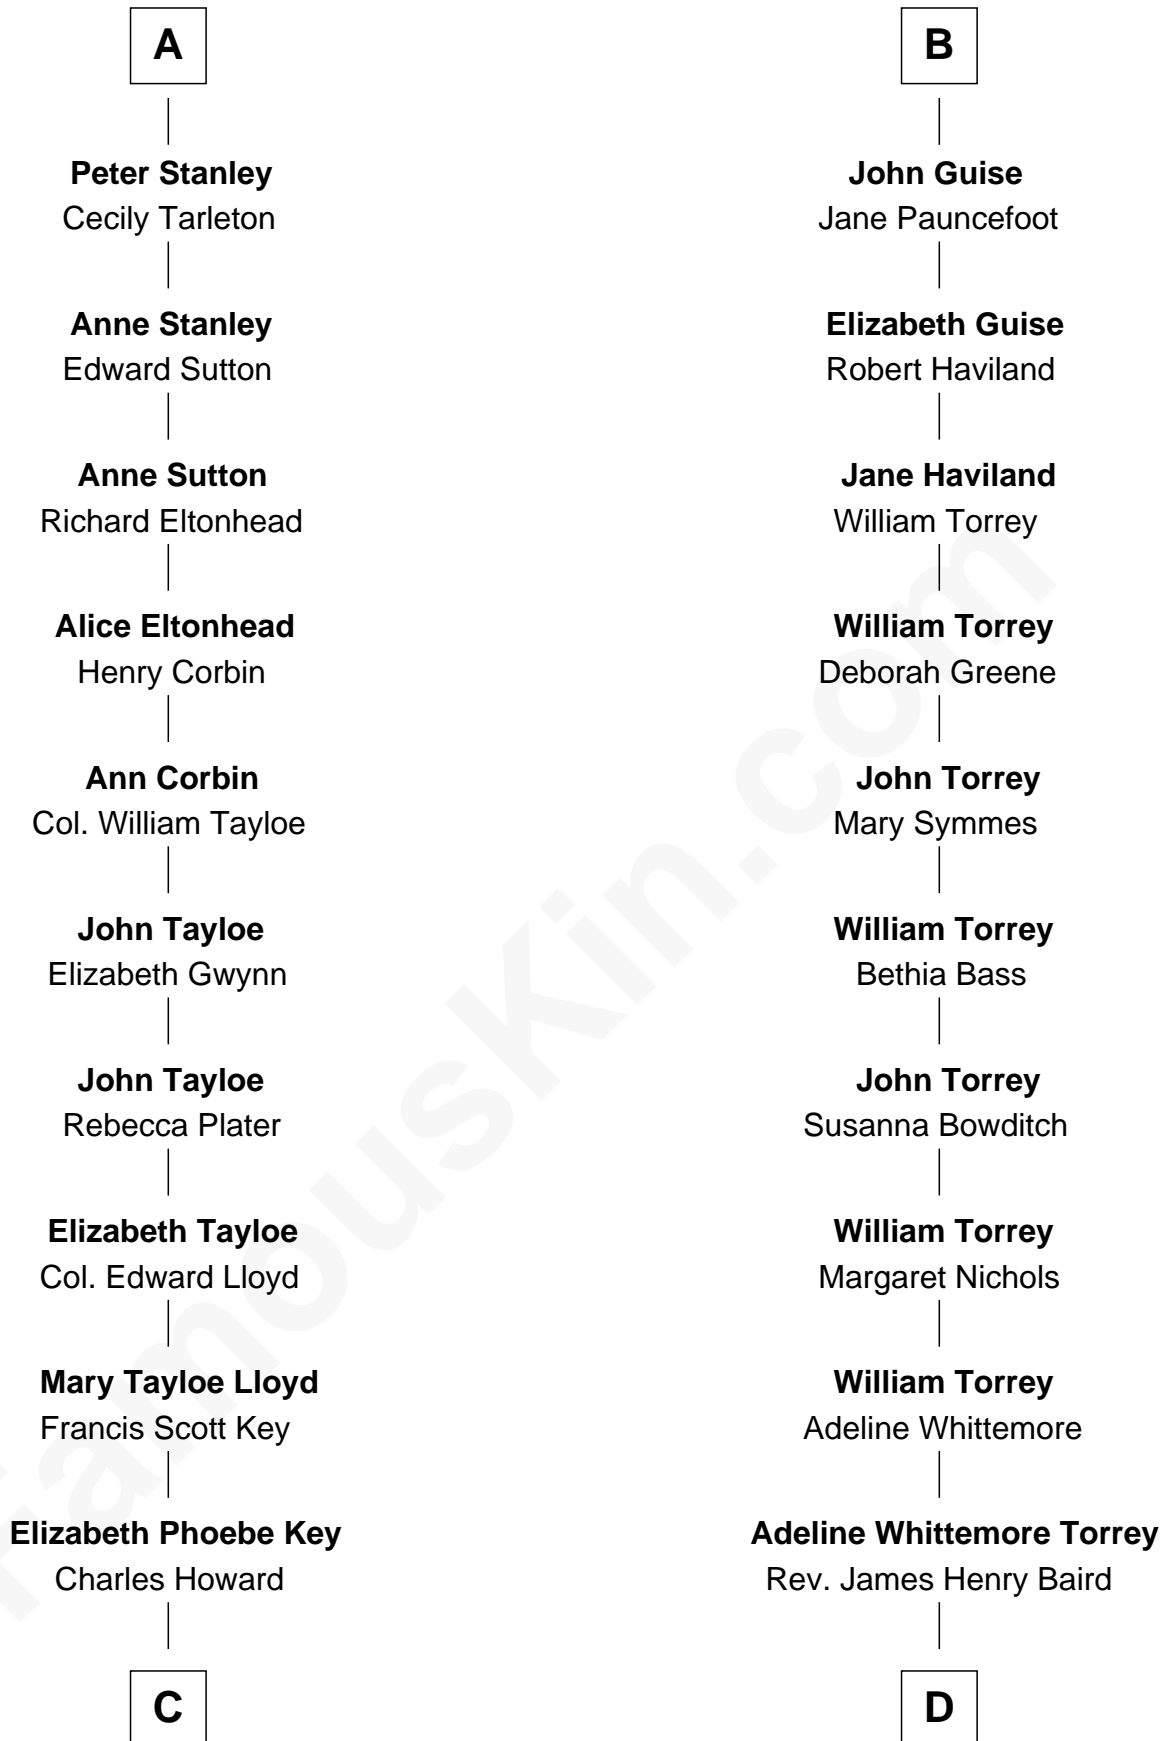 A
Peter Stanley
Cecily Tarleton
Anne Stanley
Edward Sutton
Anne Sutton
Richard Eltonhead
Alice Eltonhead
Henry Corbin
Ann Corbin
Col. William Tayloe
John Tayloe
Elizabeth Gwynn
John Tayloe
Rebecca Plater
Elizabeth Tayloe
Col. Edward Lloyd
Mary Tayloe Lloyd
Francis Scott Key
Elizabeth Phoebe Key
Charles Howard
C
B
John Guise
Jane Pauncefoot
Elizabeth Guise
Robert Haviland
Jane Haviland
William Torrey
William Torrey
Deborah Greene
John Torrey
Mary Symmes
William Torrey
Bethia Bass
John Torrey
Susanna Bowditch
William Torrey
Margaret Nichols
William Torrey
Adeline Whittemore
Adeline Whittemore Torrey
Rev. James Henry Baird
D
FamousKin.com